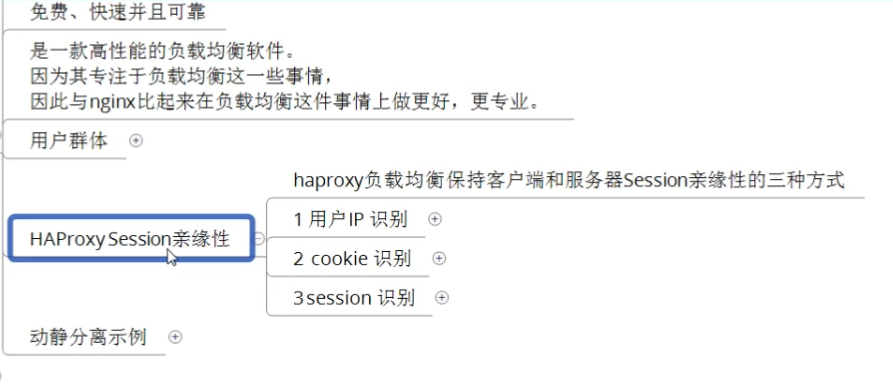 免费、快速并且可靠
是一款高性能的负载均衡软件。
因为其专注于负载均衡这一些事情，
因此与nginx比起来在负载均衡这件事情上做更好，更专业。
用户群体
HAProxy Session亲缘性
haproxy负载均衡保持客户端和服务器Session亲缘性的三种方式
1 用户IP 识别
2 cookie 识别
3 session 识别
动静分离示例